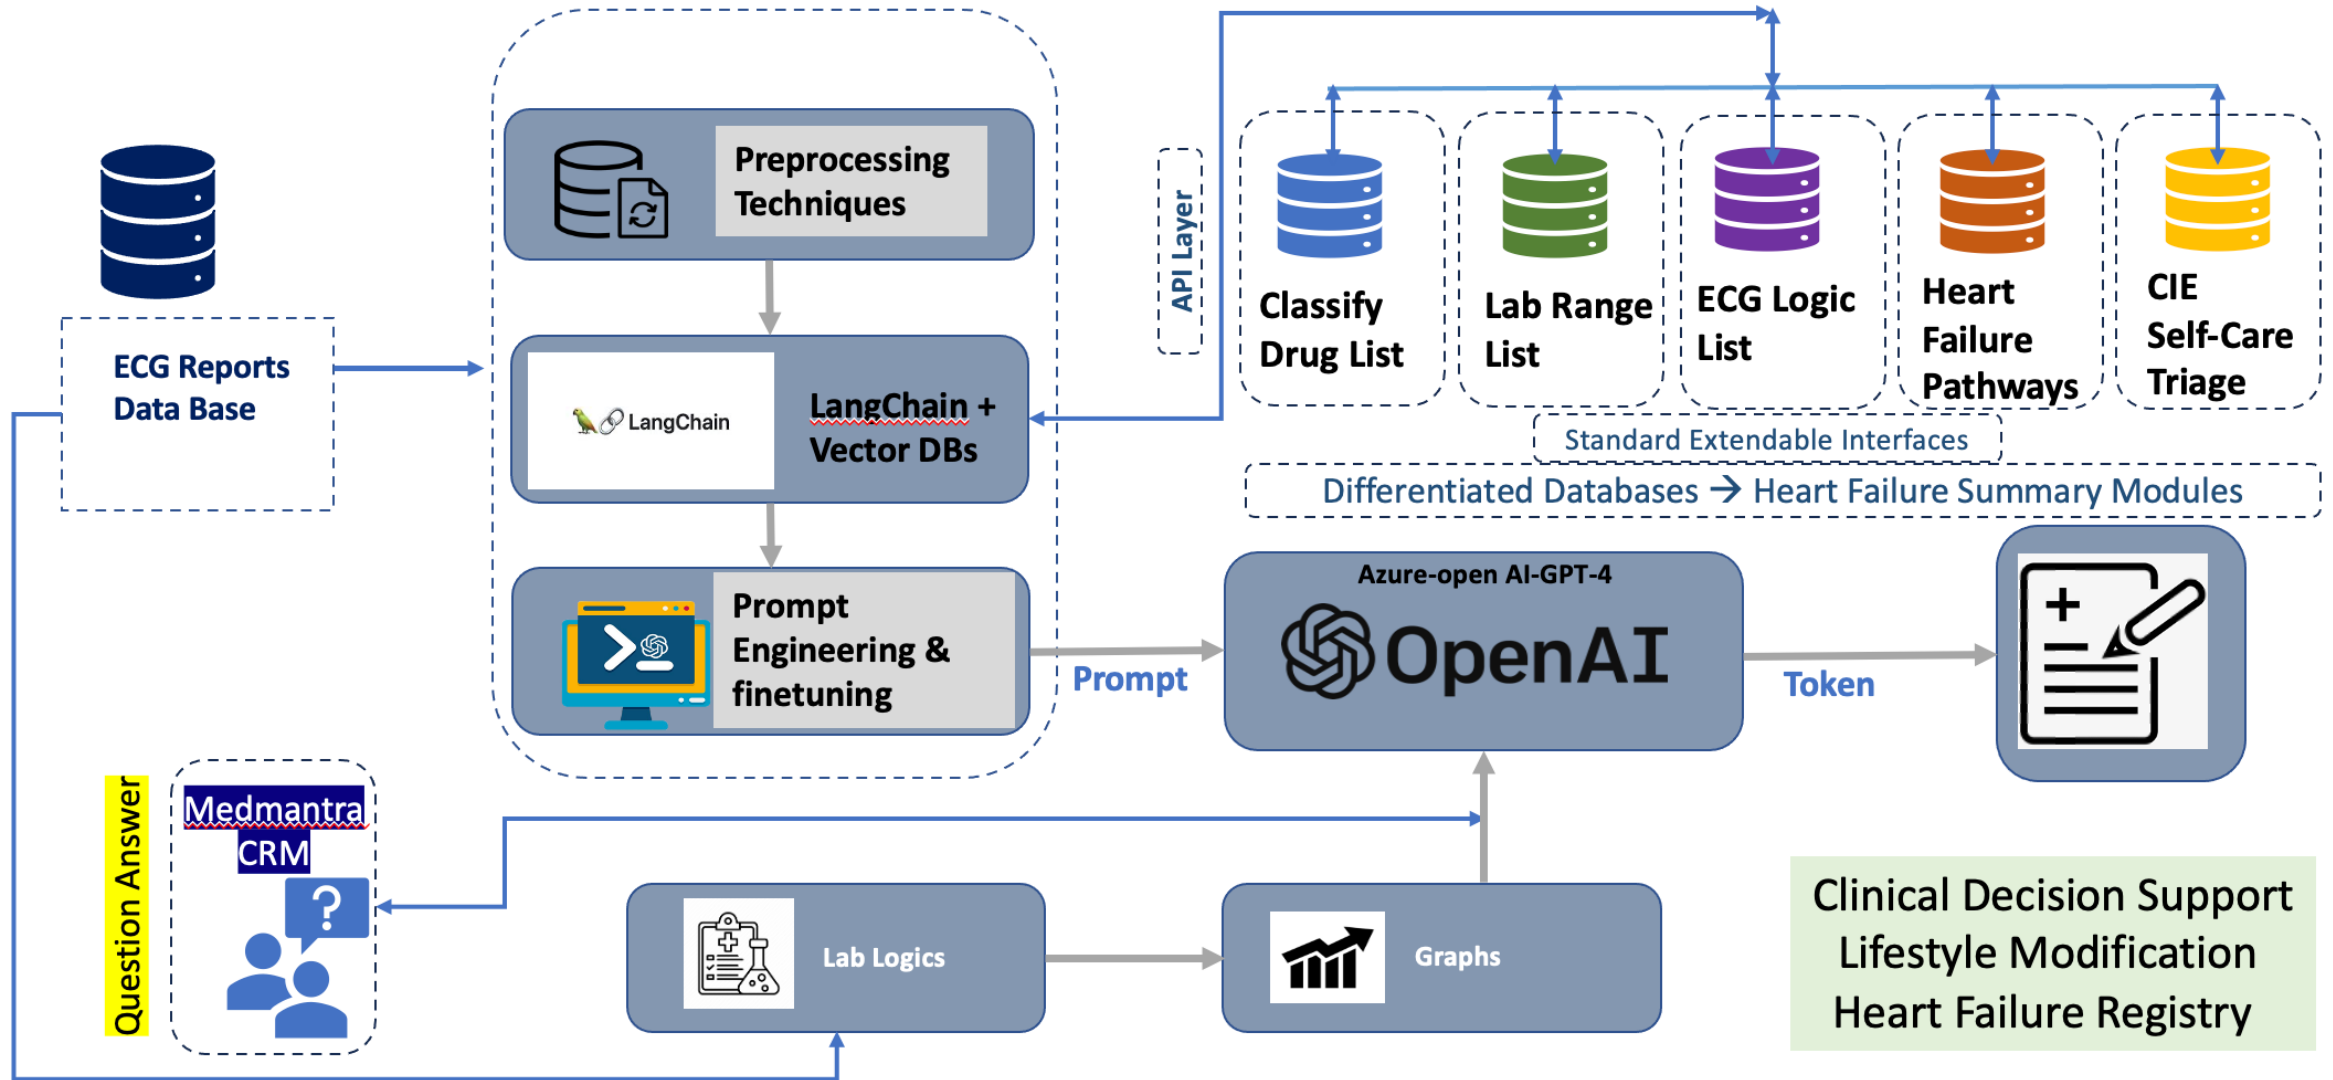 Preprocessing
Techniques
ECG Reports
Data Base
LangChain
LangChain +
Vector DBs
Prompt
Engineering &
finetuning
API Layer
Classify
Drug List
Lab Range
List
ECG Logic
List
Heart
Failure
Pathways
CIE
Self-Care
Triage
Standard Extendable Interfaces
Differentiated Databases → Heart Failure Summary Modules
Prompt
Azure-open AI-GPT-4
OpenAI
Token
Question Answer
Medmantra
CRM
?
Lab Logics
Graphs
Clinical Decision Support
Lifestyle Modification
Heart Failure Registry